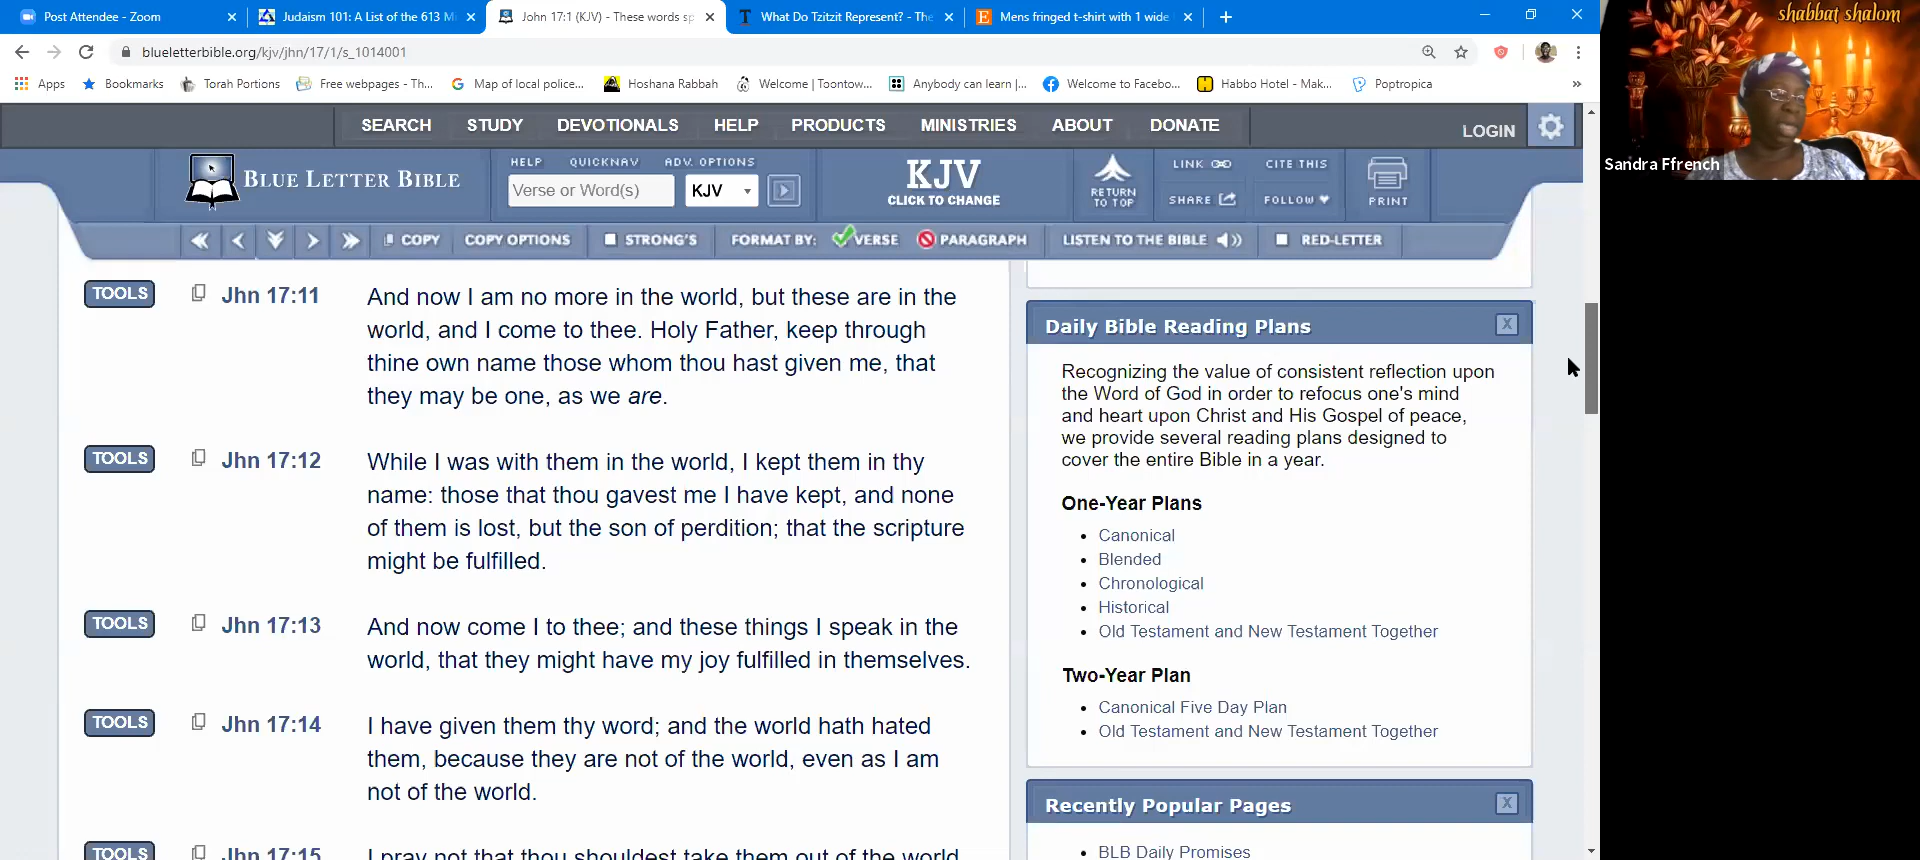 Post Attendee - Zoom
Judaism 101: A List of the 613 M
John 17:1 (KJV) - These words sp
What Do Tzitzit Represent? - The
Mens fringed t-shirt with 1 wide
blueletterbible.org/kjv/jhn/17/1/s_1014001
Apps
Bookmarks
Torah Portions
Free webpages - Th...
Map of local police...
Hoshana Rabbah
Welcome | Toontow...
Anybody can learn |...
Welcome to Facebo...
Habbo Hotel - Mak...
Poptropica
shabbat shalom
Sandra Ffrench
SEARCH STUDY DEVOTIONALS HELP PRODUCTS MINISTRIES ABOUT DONATE
LOGIN
BLUE LETTER BIBLE
HELP QUICKNAV ADV. OPTIONS
Verse or Word(s)
KJV
KJV
CLICK TO CHANGE
RETURN
TO TOP
LINK
CITE THIS
SHARE
FOLLOW
PRINT
COPY COPY OPTIONS STRONG'S FORMAT BY: VERSE PARAGRAPH LISTEN TO THE BIBLE RED-LETTER
TOOLS
Jhn 17:11
And now I am no more in the world, but these are in the
world, and I come to thee. Holy Father, keep through
thine own name those whom thou hast given me, that
they may be one, as we are.
TOOLS
Jhn 17:12
While I was with them in the world, I kept them in thy
name: those that thou gavest me I have kept, and none
of them is lost, but the son of perdition; that the scripture
might be fulfilled.
TOOLS
Jhn 17:13
And now come I to thee; and these things I speak in the
world, that they might have my joy fulfilled in themselves.
TOOLS
Jhn 17:14
I have given them thy word; and the world hath hated
them, because they are not of the world, even as I am
not of the world.
TOOLS
Jhn 17:15
I pray not that thou shouldest take them out of the world,
Daily Bible Reading Plans
X
Recognizing the value of consistent reflection upon
the Word of God in order to refocus one's mind
and heart upon Christ and His Gospel of peace,
we provide several reading plans designed to
cover the entire Bible in a year.
One-Year Plans
Canonical
Blended
Chronological
Historical
Old Testament and New Testament Together
Two-Year Plan
Canonical Five Day Plan
Old Testament and New Testament Together
Recently Popular Pages
X
BLB Daily Promises